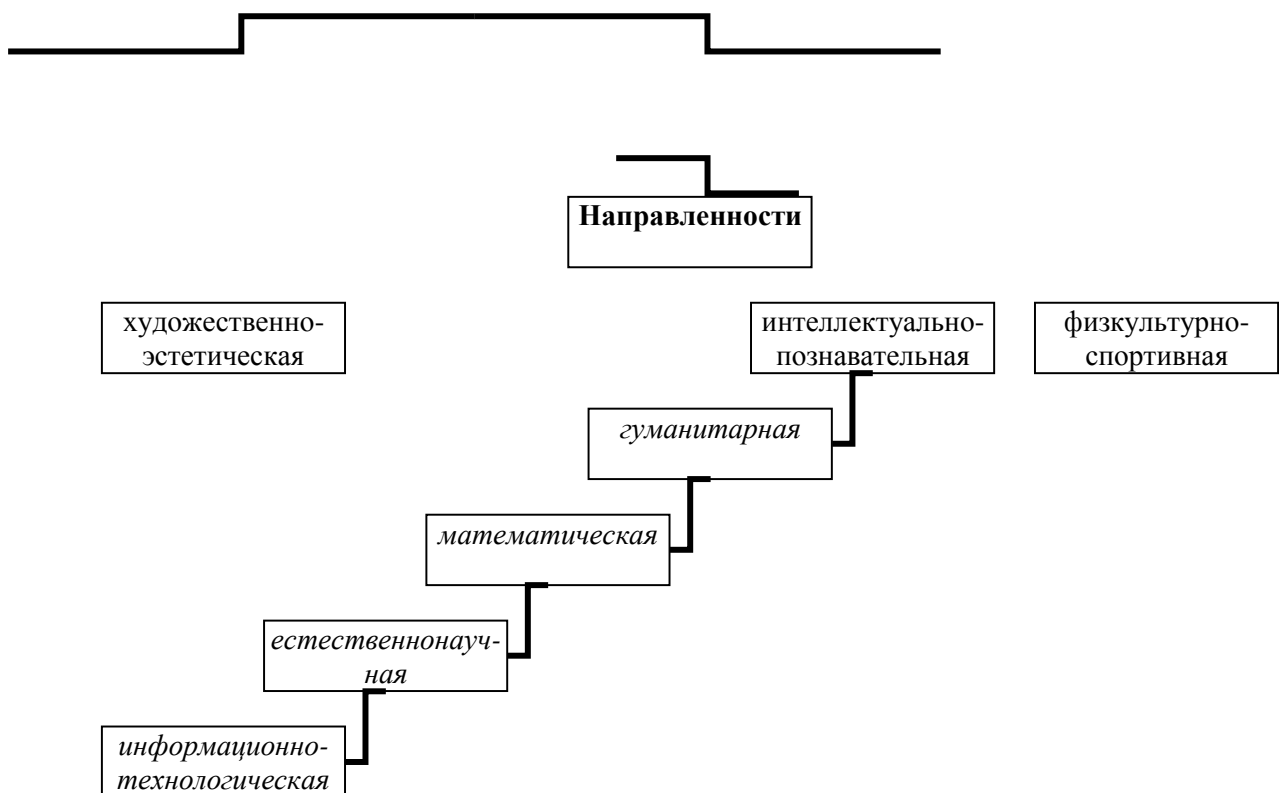 Направленности
художественно-
эстетическая
интеллектуально-
познавательная
физкультурно-
спортивная
гуманитарная
математическая
естественнонауч-
ная
информационно-
технологическая